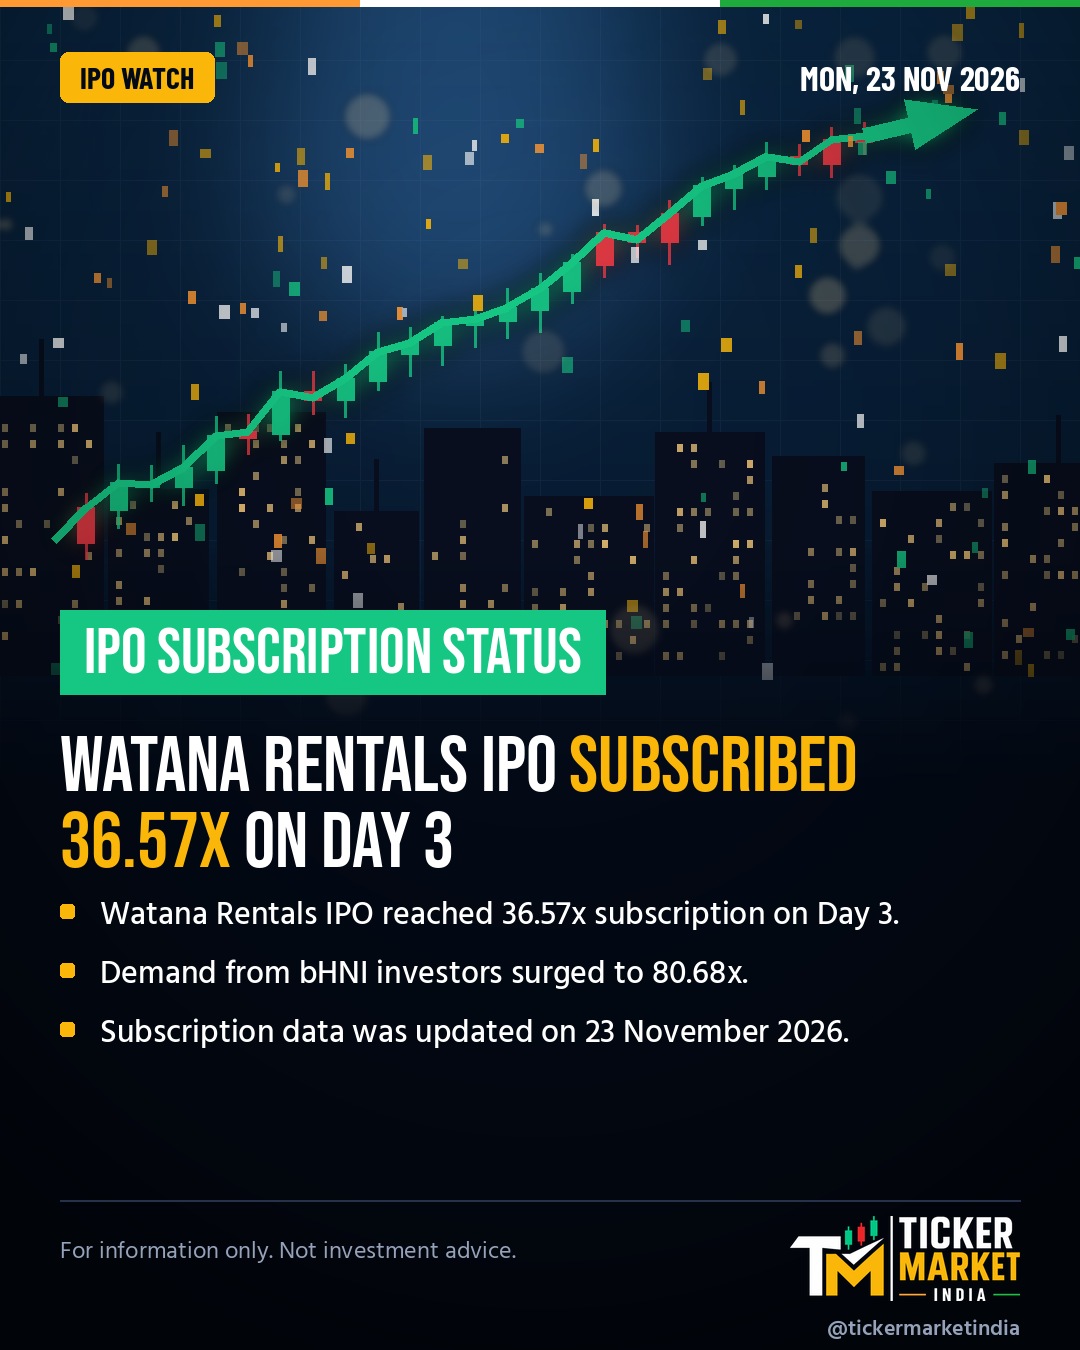 IPO WATCH
MON, 23 NOV 2026
IPO SUBSCRIPTION STATUS
WATANA RENTALS IPO SUBSCRIBED
36.57X ON DAY 3
Watana Rentals IPO reached 36.57x subscription on Day 3.
Demand from bHNI investors surged to 80.68x.
Subscription data was updated on 23 November 2026.
For information only. Not investment advice.
TM
TICKER
MARKET
INDIA
@tickermarketindia